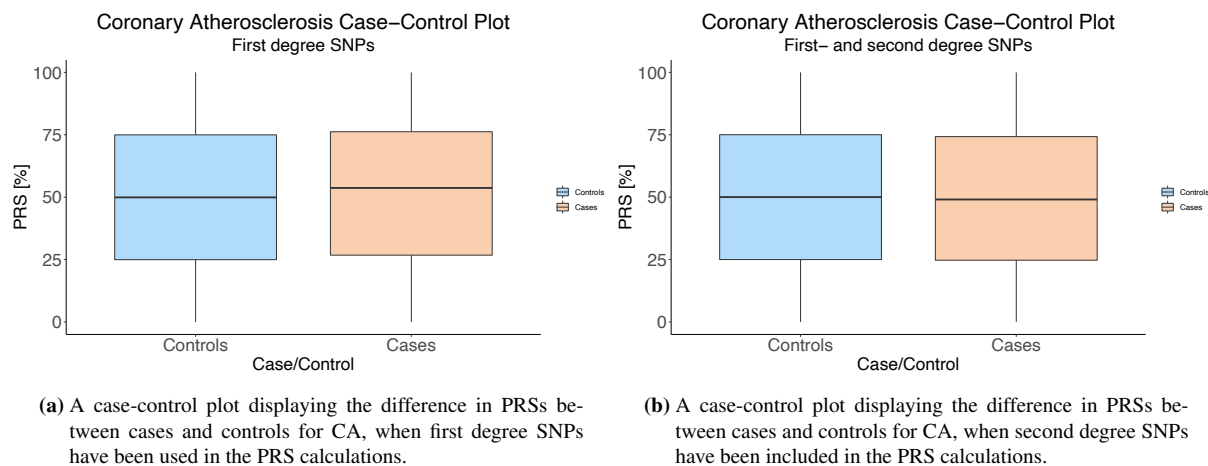 Coronary Atherosclerosis Case−Control Plot
First degree SNPs
PRS [%]
100
75
50
25
0
Controls
Cases
Controls Cases
Case/Control
(a) A case-control plot displaying the difference in PRSs be-
tween cases and controls for CA, when first degree SNPs
have been used in the PRS calculations.
Coronary Atherosclerosis Case−Control Plot
First− and second degree SNPs
PRS [%]
100
75
50
25
0
Controls
Cases
Controls Cases
Case/Control
(b) A case-control plot displaying the difference in PRSs be-
tween cases and controls for CA, when second degree SNPs
have been included in the PRS calculations.